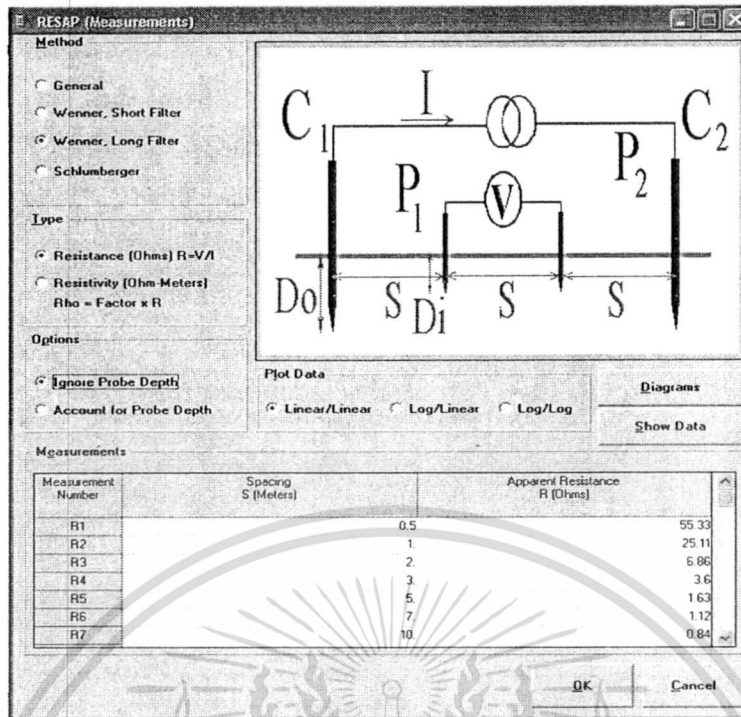 RESAP (Measurements)
Method
General
Wenner, Short Filter
Wenner, Long Filter
Schlumberger
Type
Resistance (Ohms) R=V/I
Resistivity (Ohm-Meters)
Rho = Factor x R
Options
Ignore Probe Depth
Account for Probe Depth
I
C1
C2
P1
P2
V
Do
S
Di
S
S
Plot Data
Linear/Linear
Log/Linear
Log/Log
Diagrams
Show Data
Measurements
Measurement Number
Spacing S (Meters)
Apparent Resistance R (Ohms)
R1 0.5 55.33
R2 1. 25.11
R3 2. 6.86
R4 3. 3.6
R5 5. 1.63
R6 7. 1.12
R7 10. 0.84
OK
Cancel